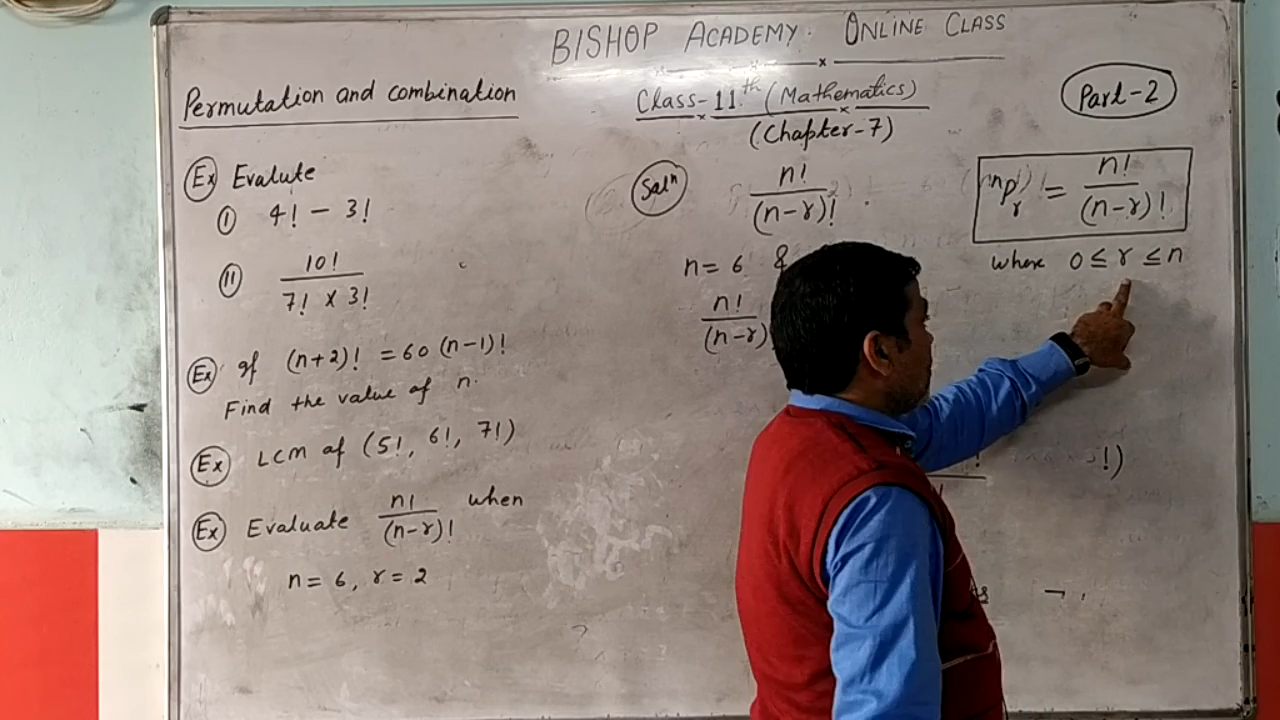 BISHOP ACADEMY. ONLINE CLASS
Permutation and combination
Class-11th (Mathematics)
(Chapter-7)
Part-2
Ex Evalute
(I) 4! - 3!
(II) 10! / 7! x 3!
Ex If (n+2)! = 60 (n-1)!
Find the value of n.
Ex LCM of (5!, 6!, 7!)
Ex Evaluate n! / (n-r)! when
n = 6, r = 2
Solⁿ n! / (n-r)!
n = 6 &
n! / (n-r)
ⁿPᵣ = n! / (n-r)!
where 0 ≤ r ≤ n
!)